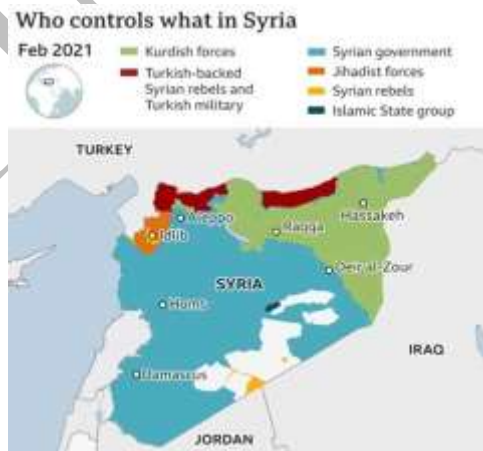 Who controls what in Syria
Feb 2021
Kurdish forces
Turkish-backed
Syrian rebels and
Turkish military
Syrian government
Jihadist forces
Syrian rebels
Islamic State group
TURKEY
Aleppo
Idlib
Raqqa
Hassakeh
Deir al-Zour
SYRIA
Homs
IRAQ
Damascus
JORDAN